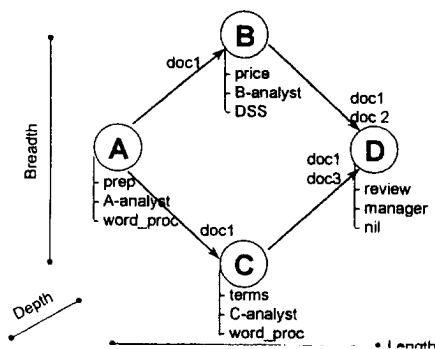 B
doc1
price
B-analyst
DSS
doc1
doc 2
Breadth
A
prep
A-analyst
word_proc
doc1
doc3
D
review
manager
nil
doc1
C
terms
C-analyst
word_proc
Depth
Length